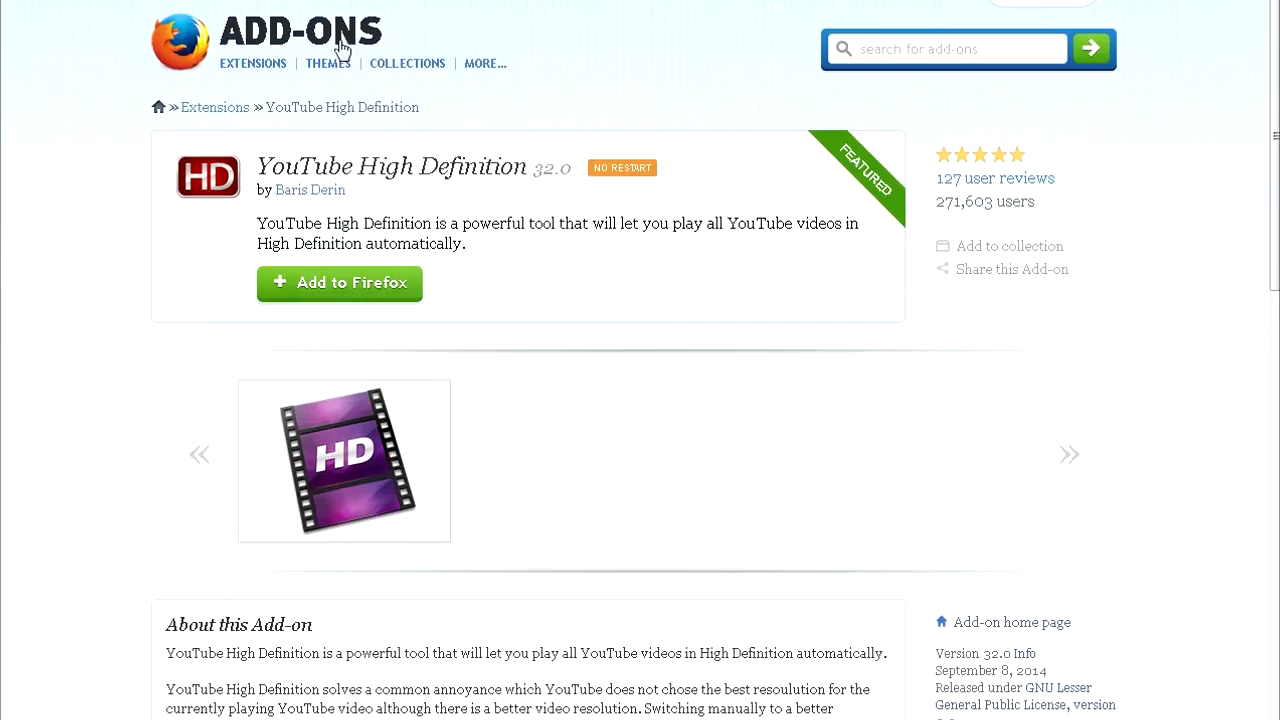 ADD-ONS
EXTENSIONS | THEMES | COLLECTIONS | MORE...
search for add-ons
» Extensions » YouTube High Definition
HD
YouTube High Definition 32.0 NO RESTART
by Baris Derin
YouTube High Definition is a powerful tool that will let you play all YouTube videos in
High Definition automatically.
+ Add to Firefox
FEATURED
127 user reviews
271,603 users
Add to collection
Share this Add-on
«
HD
»
About this Add-on
YouTube High Definition is a powerful tool that will let you play all YouTube videos in High Definition automatically.
YouTube High Definition solves a common annoyance which YouTube does not chose the best resoulution for the
currently playing YouTube video although there is a better video resolution. Switching manually to a better
Add-on home page
Version 32.0 Info
September 8, 2014
Released under GNU Lesser
General Public License, version